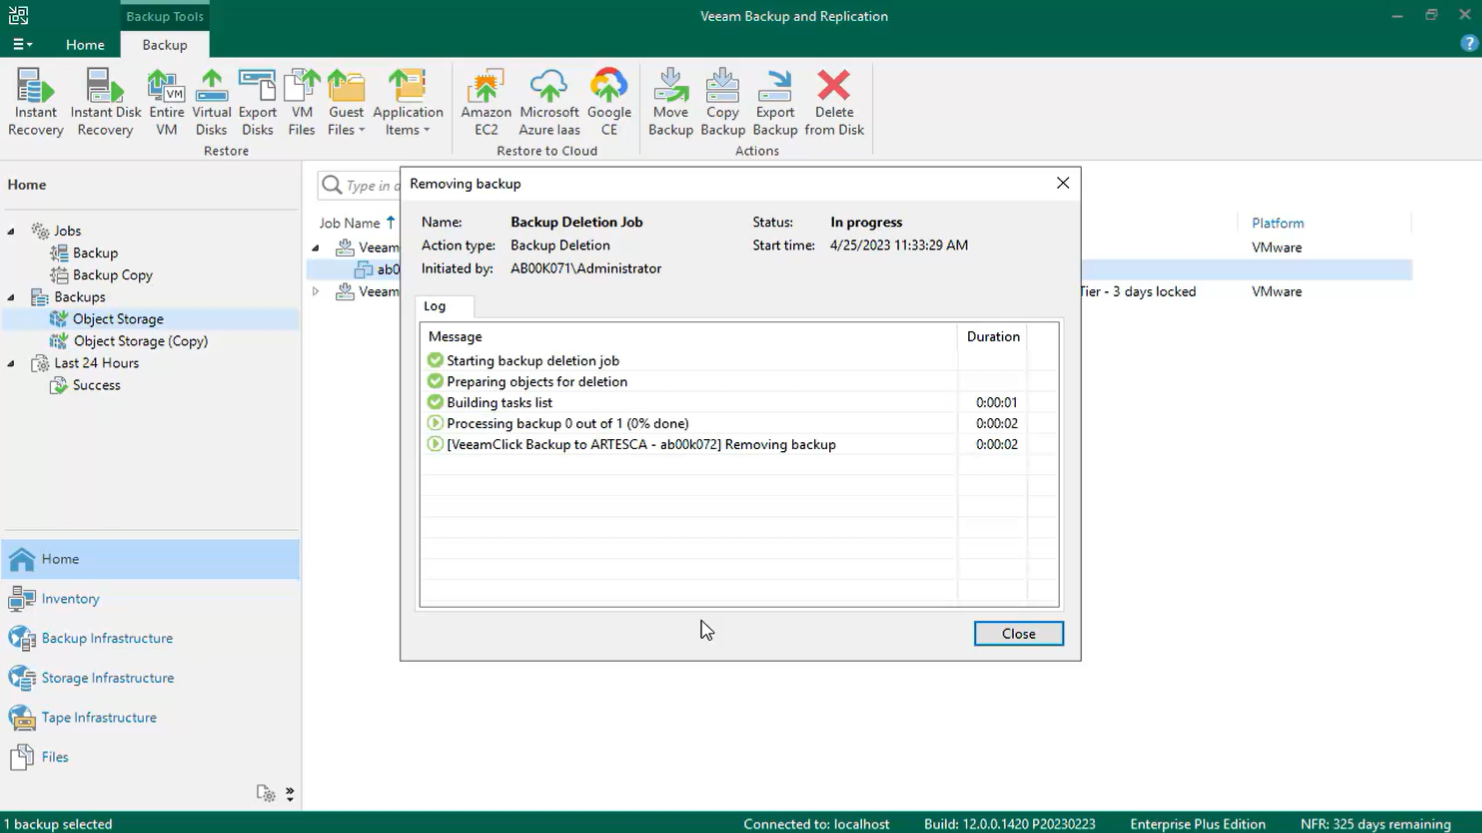 Backup Tools
Veeam Backup and Replication
Home
Backup
Instant Recovery
Instant Disk Recovery
Entire VM
Virtual Disks
Export Disks
VM Files
Guest Files
Application Items
Amazon EC2
Microsoft Azure Iaas
Google CE
Move Backup
Copy Backup
Export Backup
Delete from Disk
Restore
Restore to Cloud
Actions
Home
Jobs
Backup
Backup Copy
Backups
Object Storage
Object Storage (Copy)
Last 24 Hours
Success
Home
Inventory
Backup Infrastructure
Storage Infrastructure
Tape Infrastructure
Files
Type in
Job Name
Platform
Veeam
VMware
ab0
Veeam
Tier - 3 days locked
VMware
Removing backup
Name: Backup Deletion Job
Status: In progress
Action type: Backup Deletion
Start time: 4/25/2023 11:33:29 AM
Initiated by: AB00K071\Administrator
Log
Message Duration
Starting backup deletion job
Preparing objects for deletion
Building tasks list 0:00:01
Processing backup 0 out of 1 (0% done) 0:00:02
[VeeamClick Backup to ARTESCA - ab00k072] Removing backup 0:00:02
Close
1 backup selected
Connected to: localhost
Build: 12.0.0.1420 P20230223
Enterprise Plus Edition
NFR: 325 days remaining